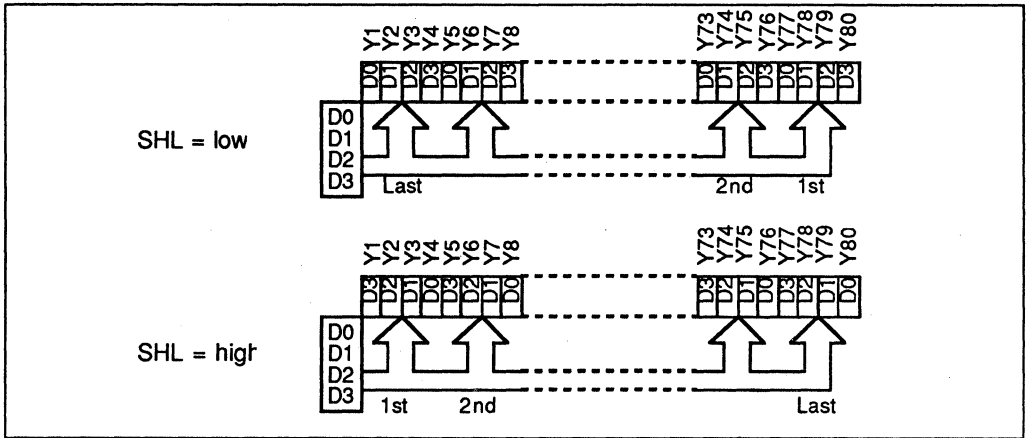 Y1 Y2 Y3 Y4 Y5 Y6 Y7 Y8 Y73 Y74 Y75 Y76 Y77 Y78 Y79 Y80
D0 D1 D2 D3 D0 D1 D2 D3 D0 D1 D2 D3 D0 D1 D2 D3
SHL = low
D0
D1
D2
D3
Last 2nd 1st
Y1 Y2 Y3 Y4 Y5 Y6 Y7 Y8 Y73 Y74 Y75 Y76 Y77 Y78 Y79 Y80
D3 D2 D1 D0 D3 D2 D1 D0 D3 D2 D1 D0 D3 D2 D1 D0
SHL = high
D0
D1
D2
D3
1st 2nd Last